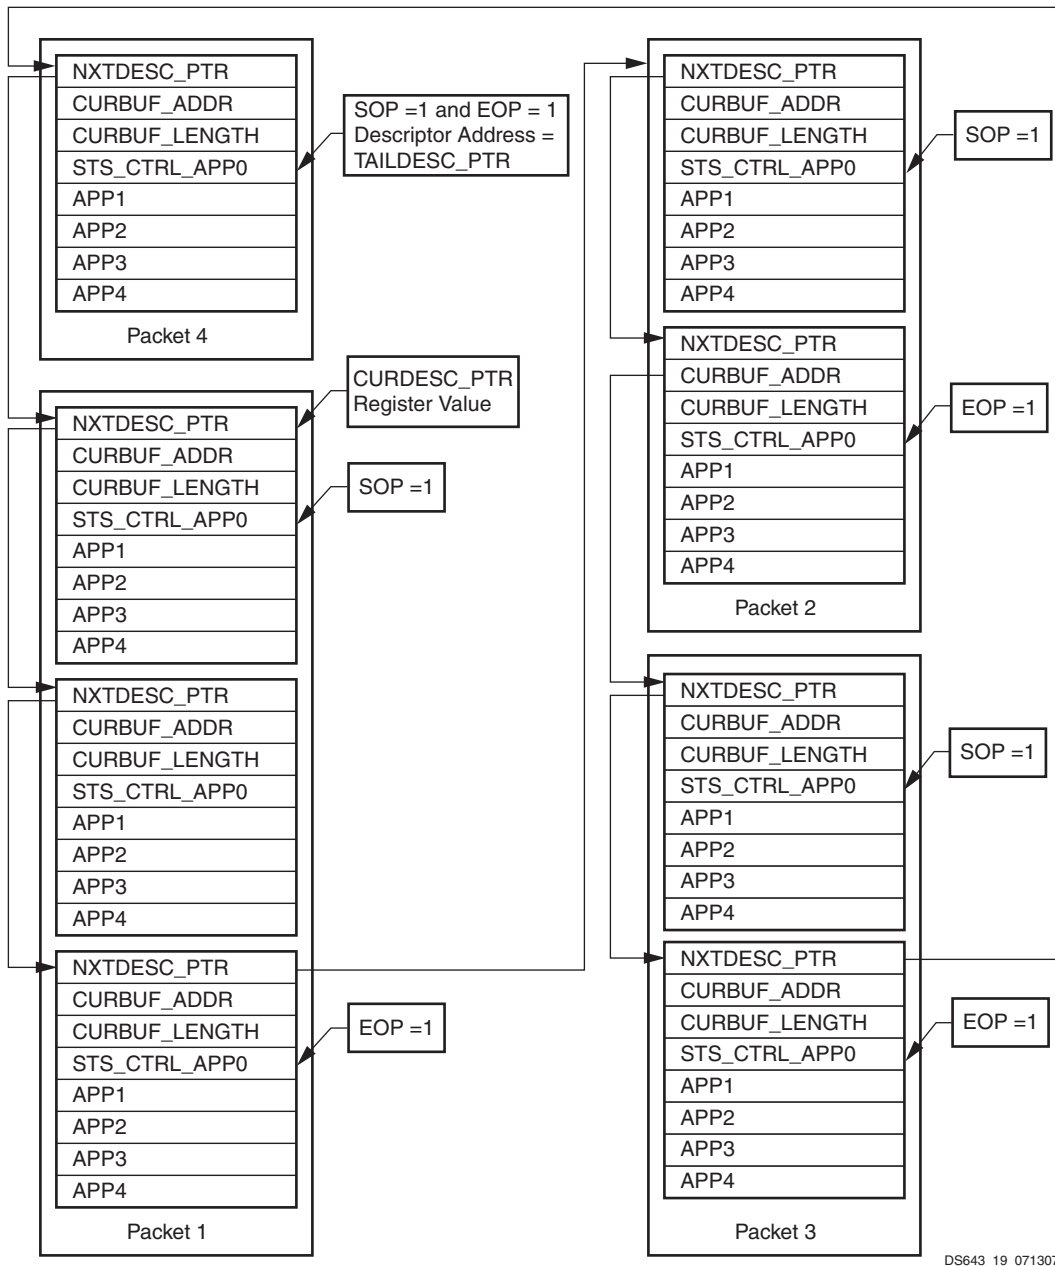 NXTDESC_PTR
CURBUF_ADDR
CURBUF_LENGTH
STS_CTRL_APP0
APP1
APP2
APP3
APP4
Packet 4
SOP =1 and EOP = 1
Descriptor Address =
TAILDESC_PTR
NXTDESC_PTR
CURBUF_ADDR
CURBUF_LENGTH
STS_CTRL_APP0
APP1
APP2
APP3
APP4
CURDESC_PTR
Register Value
SOP =1
NXTDESC_PTR
CURBUF_ADDR
CURBUF_LENGTH
STS_CTRL_APP0
APP1
APP2
APP3
APP4
NXTDESC_PTR
CURBUF_ADDR
CURBUF_LENGTH
STS_CTRL_APP0
APP1
APP2
APP3
APP4
EOP =1
Packet 1
NXTDESC_PTR
CURBUF_ADDR
CURBUF_LENGTH
STS_CTRL_APP0
APP1
APP2
APP3
APP4
SOP =1
NXTDESC_PTR
CURBUF_ADDR
CURBUF_LENGTH
STS_CTRL_APP0
APP1
APP2
APP3
APP4
EOP =1
Packet 2
NXTDESC_PTR
CURBUF_ADDR
CURBUF_LENGTH
STS_CTRL_APP0
APP1
APP2
APP3
APP4
SOP =1
NXTDESC_PTR
CURBUF_ADDR
CURBUF_LENGTH
STS_CTRL_APP0
APP1
APP2
APP3
APP4
EOP =1
Packet 3
DS643_19_071307